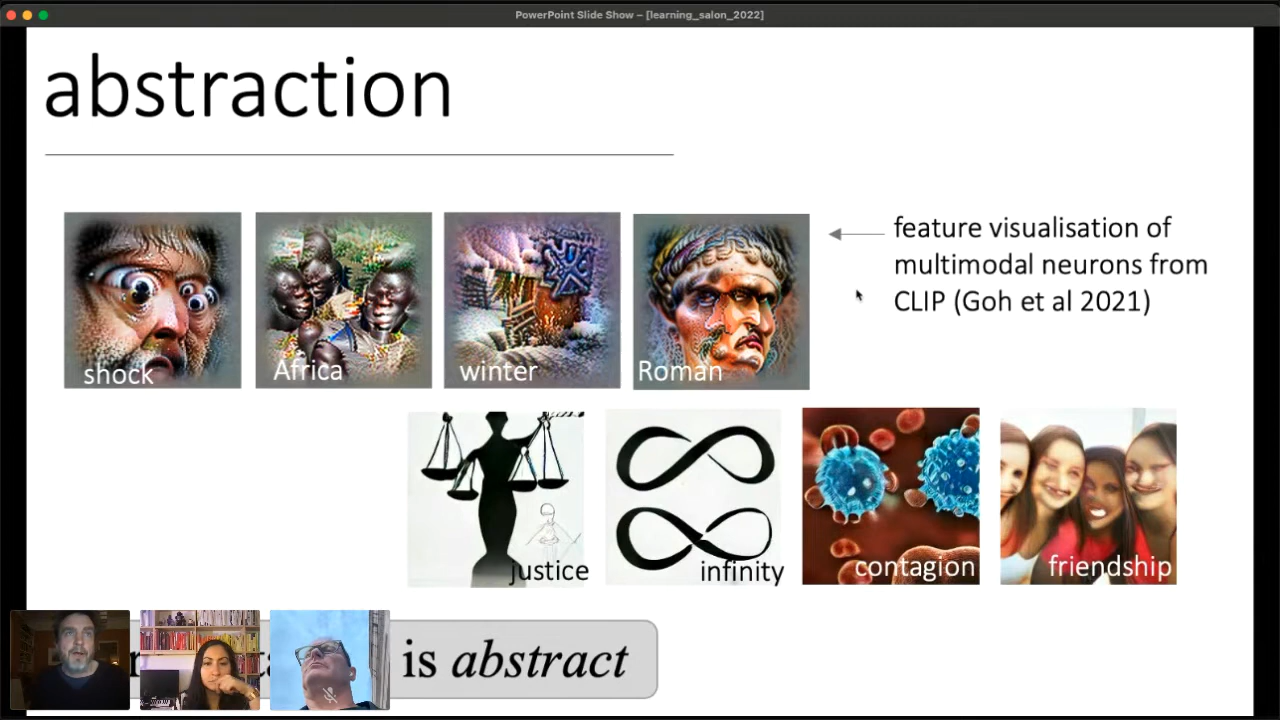 PowerPoint Slide Show – [learning_salon_2022]
abstraction
feature visualisation of
multimodal neurons from
CLIP (Goh et al 2021)
shock
Africa
winter
Roman
justice
infinity
contagion
friendship
is abstract